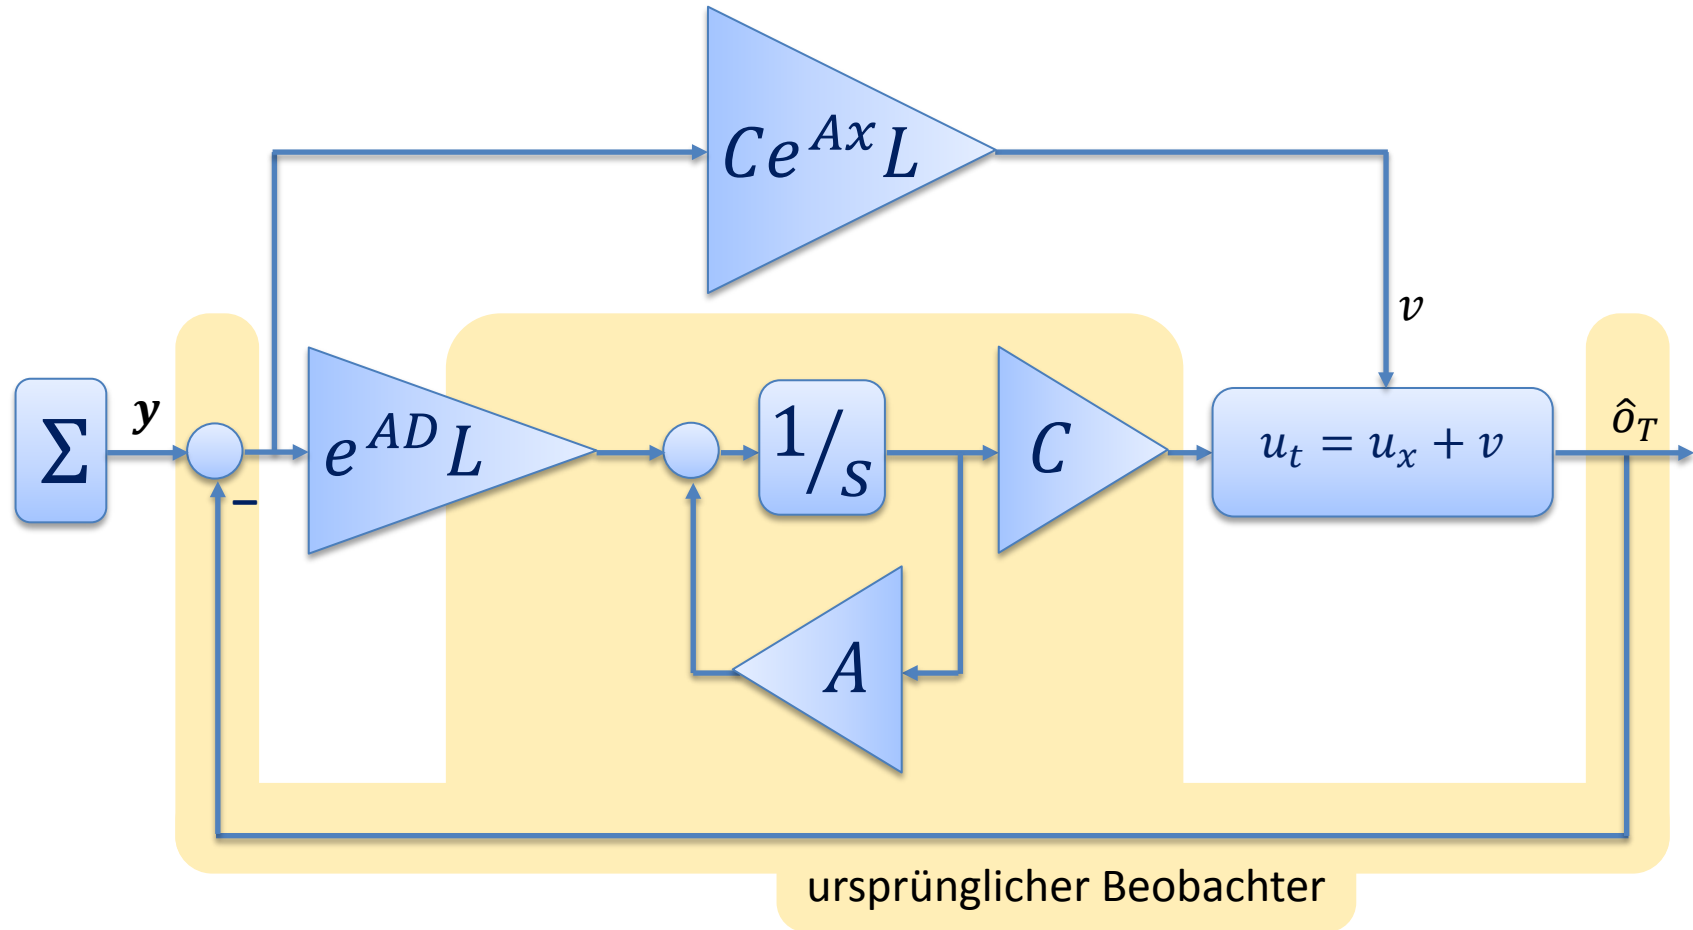 Ce^{Ax}L
v
Σ
y
−
e^{AD}L
1/s
C
u_t = u_x + v
ô_T
A
ursprünglicher Beobachter